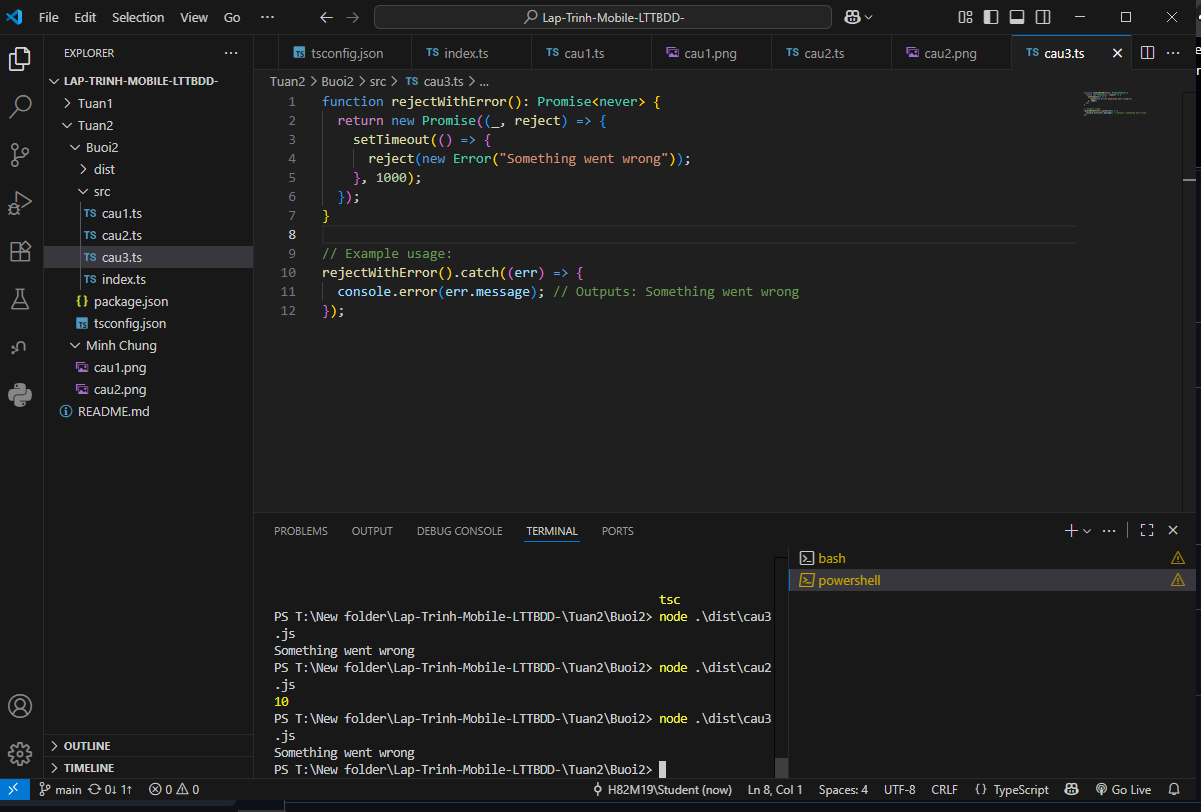 File Edit Selection View Go ··· Lap-Trinh-Mobile-LTTBDD-
EXPLORER ···
LAP-TRINH-MOBILE-LTTBDD-
Tuan1
Tuan2
Buoi2
dist
src
TS cau1.ts
TS cau2.ts
TS cau3.ts
TS index.ts
{} package.json
TS tsconfig.json
Minh Chung
cau1.png
cau2.png
README.md
OUTLINE
TIMELINE
TS tsconfig.json TS index.ts TS cau1.ts cau1.png TS cau2.ts cau2.png TS cau3.ts ···
Tuan2 > Buoi2 > src > TS cau3.ts > ...
1 function rejectWithError(): Promise<never> {
2 return new Promise((_, reject) => {
3 setTimeout(() => {
4 reject(new Error("Something went wrong"));
5 }, 1000);
6 });
7 }
8
9 // Example usage:
10 rejectWithError().catch((err) => {
11 console.error(err.message); // Outputs: Something went wrong
12 });
PROBLEMS OUTPUT DEBUG CONSOLE TERMINAL PORTS ···
tsc
PS T:\New folder\Lap-Trinh-Mobile-LTTBDD-\Tuan2\Buoi2> node .\dist\cau3
.js
Something went wrong
PS T:\New folder\Lap-Trinh-Mobile-LTTBDD-\Tuan2\Buoi2> node .\dist\cau2
.js
10
PS T:\New folder\Lap-Trinh-Mobile-LTTBDD-\Tuan2\Buoi2> node .\dist\cau3
.js
Something went wrong
PS T:\New folder\Lap-Trinh-Mobile-LTTBDD-\Tuan2\Buoi2>
bash
powershell
main 0↓ 1↑ 0 0 H82M19\Student (now) Ln 8, Col 1 Spaces: 4 UTF-8 CRLF {} TypeScript Go Live